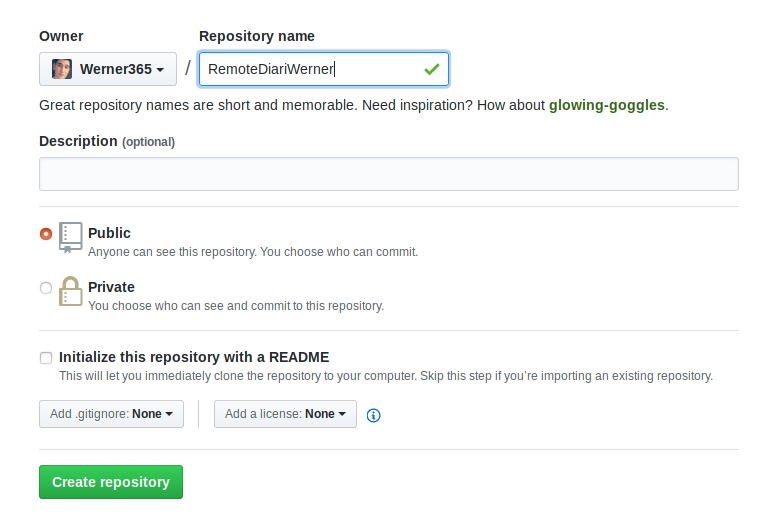 Owner
Repository name
Werner365
/
RemoteDiariWerner
Great repository names are short and memorable. Need inspiration? How about glowing-goggles.
Description (optional)
Public
Anyone can see this repository. You choose who can commit.
Private
You choose who can see and commit to this repository.
Initialize this repository with a README
This will let you immediately clone the repository to your computer. Skip this step if you’re importing an existing repository.
Add .gitignore: None
Add a license: None
Create repository